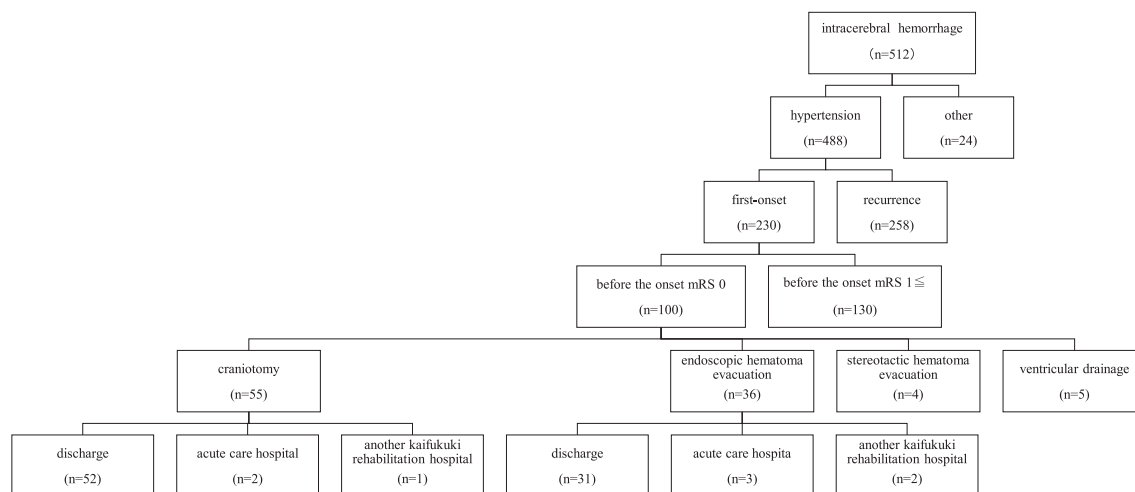 intracerebral hemorrhage
(n=512)
hypertension
(n=488)
other
(n=24)
first-onset
(n=230)
recurrence
(n=258)
before the onset mRS 0
(n=100)
before the onset mRS 1≦
(n=130)
craniotomy
(n=55)
endoscopic hematoma
evacuation
(n=36)
stereotactic hematoma
evacuation
(n=4)
ventricular drainage
(n=5)
discharge
(n=52)
acute care hospital
(n=2)
another kaifukuki
rehabilitation hospital
(n=1)
discharge
(n=31)
acute care hospita
(n=3)
another kaifukuki
rehabilitation hospital
(n=2)